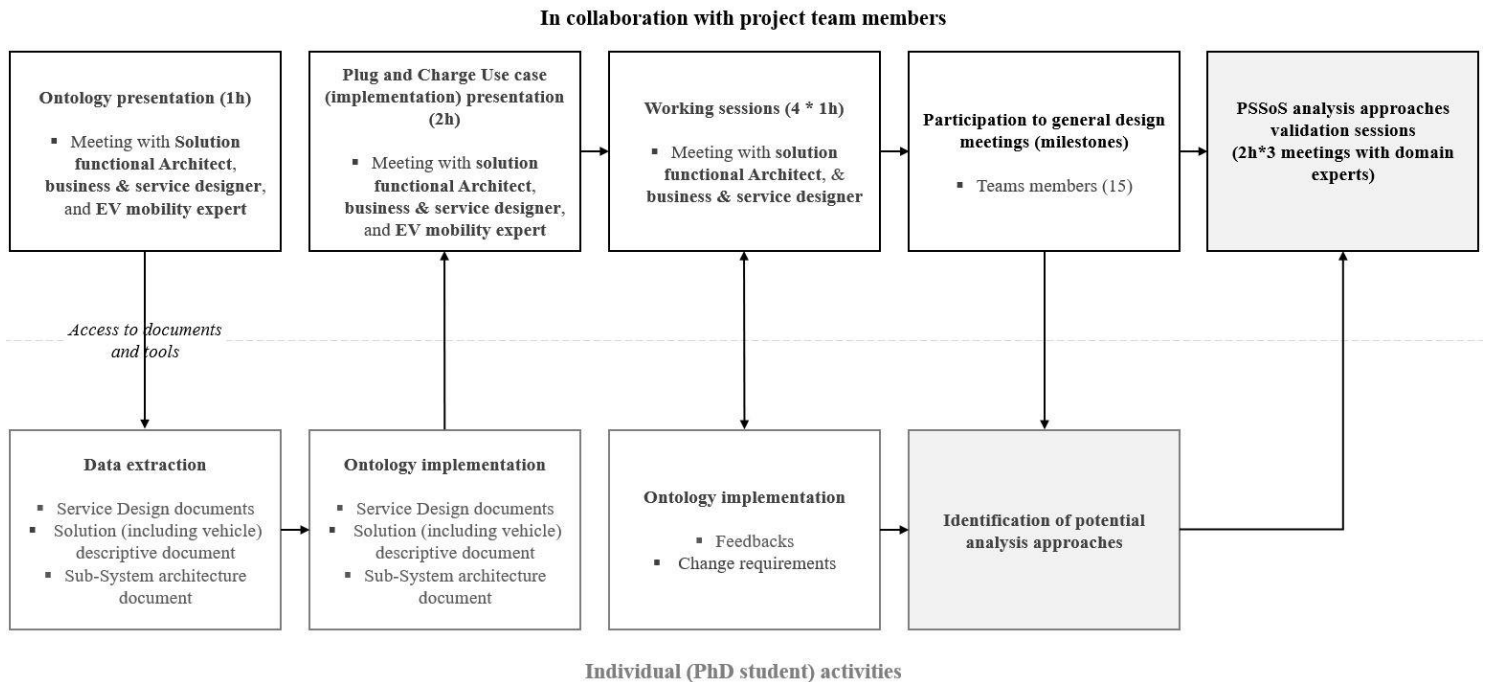 In collaboration with project team members
Ontology presentation (1h)
▪ Meeting with Solution
functional Architect,
business & service designer,
and EV mobility expert
Plug and Charge Use case
(implementation) presentation
(2h)
▪ Meeting with solution
functional Architect,
business & service designer,
and EV mobility expert
Working sessions (4 * 1h)
▪ Meeting with solution
functional Architect, &
business & service designer
Participation to general design
meetings (milestones)
▪ Teams members (15)
PSSoS analysis approaches
validation sessions
(2h*3 meetings with domain
experts)
Access to documents
and tools
Data extraction
▪ Service Design documents
▪ Solution (including vehicle)
descriptive document
▪ Sub-System architecture
document
Ontology implementation
▪ Service Design documents
▪ Solution (including vehicle)
descriptive document
▪ Sub-System architecture
document
Ontology implementation
▪ Feedbacks
▪ Change requirements
Identification of potential
analysis approaches
Individual (PhD student) activities